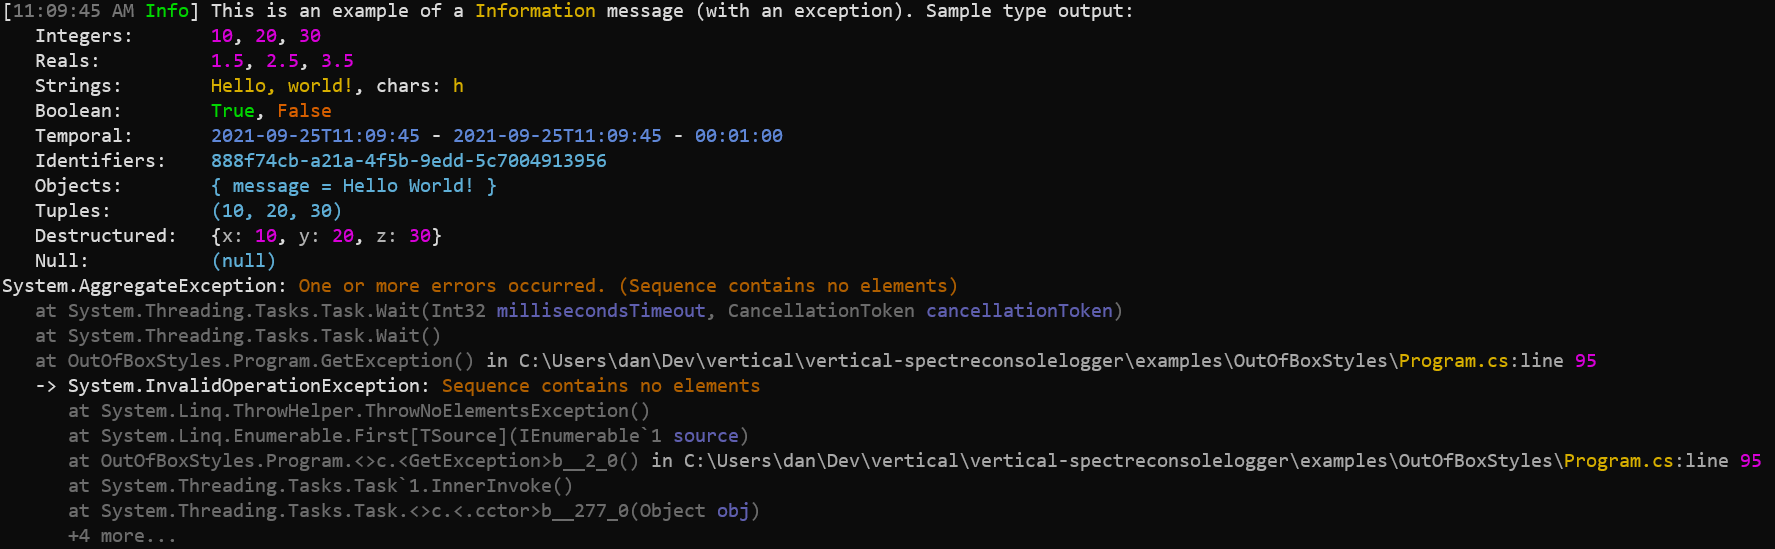 [11:09:45 AM Info] This is an example of a Information message (with an exception). Sample type output:
Integers: 10, 20, 30
Reals: 1.5, 2.5, 3.5
Strings: Hello, world!, chars: h
Boolean: True, False
Temporal: 2021-09-25T11:09:45 - 2021-09-25T11:09:45 - 00:01:00
Identifiers: 888f74cb-a21a-4f5b-9edd-5c7004913956
Objects: { message = Hello World! }
Tuples: (10, 20, 30)
Destructured: {x: 10, y: 20, z: 30}
Null: (null)
System.AggregateException: One or more errors occurred. (Sequence contains no elements)
at System.Threading.Tasks.Task.Wait(Int32 millisecondsTimeout, CancellationToken cancellationToken)
at System.Threading.Tasks.Task.Wait()
at OutOfBoxStyles.Program.GetException() in C:\Users\dan\Dev\vertical\vertical-spectreconsolelogger\examples\OutOfBoxStyles\Program.cs:line 95
-> System.InvalidOperationException: Sequence contains no elements
at System.Linq.ThrowHelper.ThrowNoElementsException()
at System.Linq.Enumerable.First[TSource](IEnumerable`1 source)
at OutOfBoxStyles.Program.<>c.<GetException>b__2_0() in C:\Users\dan\Dev\vertical\vertical-spectreconsolelogger\examples\OutOfBoxStyles\Program.cs:line 95
at System.Threading.Tasks.Task`1.InnerInvoke()
at System.Threading.Tasks.Task.<>c.<.cctor>b__277_0(Object obj)
+4 more...